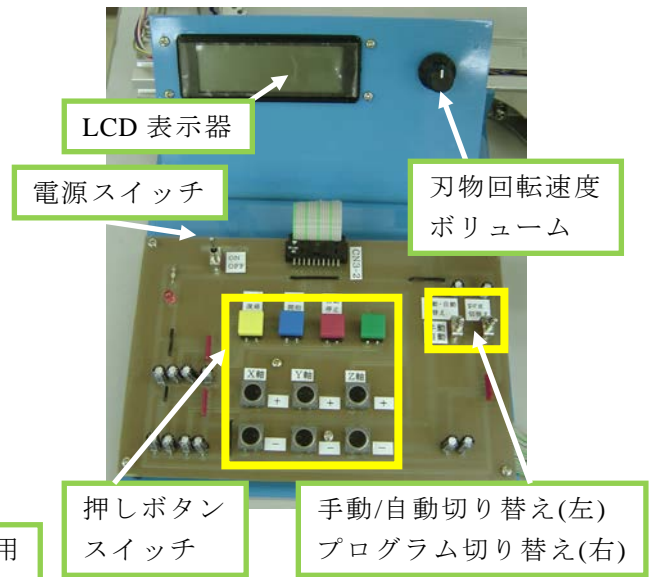 LCD 表示器
電源スイッチ
刃物回転速度
ボリューム
ON
OFF
CN3-2
X軸
Y軸
Z軸
+
+
+
−
−
−
押しボタン
スイッチ
手動/自動切り替え(左)
プログラム切り替え(右)
用